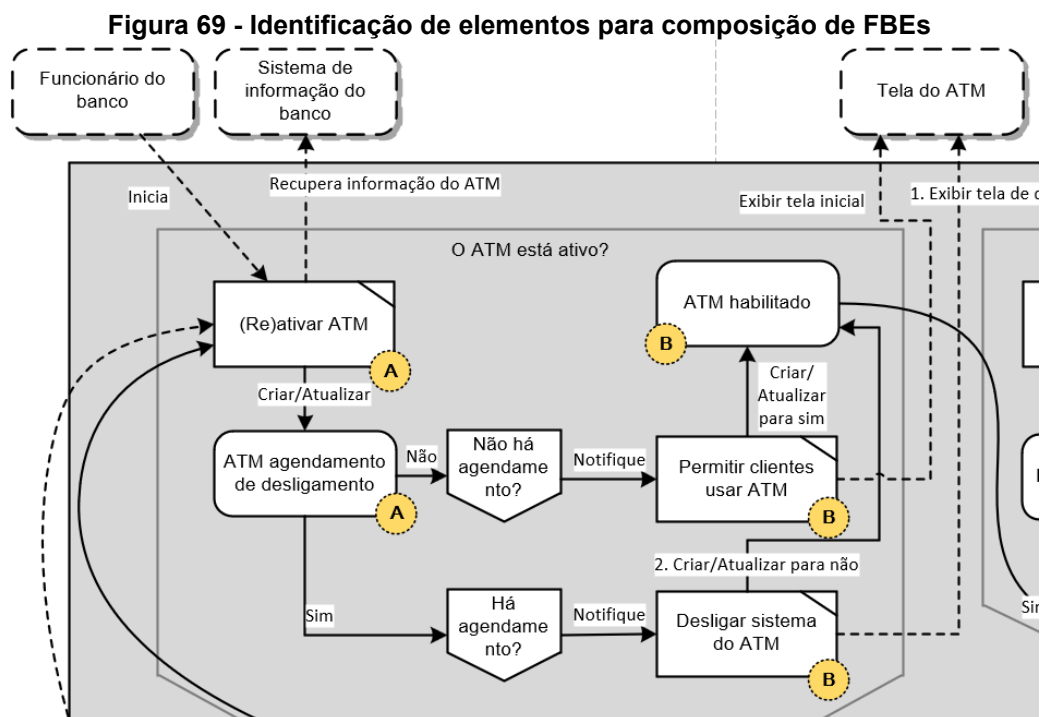 Figura 69 - Identificação de elementos para composição de FBEs
Funcionário do
banco
Sistema de
informação do
banco
Tela do ATM
Inicia
Recupera informação do ATM
Exibir tela inicial
1. Exibir tela de
O ATM está ativo?
(Re)ativar ATM
A
ATM habilitado
B
Criar/Atualizar
Criar/
Atualizar
para sim
ATM agendamento
de desligamento
A
Não
Não há
agendame
nto?
Notifique
Permitir clientes
usar ATM
B
2. Criar/Atualizar para não
Sim
Há
agendame
nto?
Notifique
Desligar sistema
do ATM
B